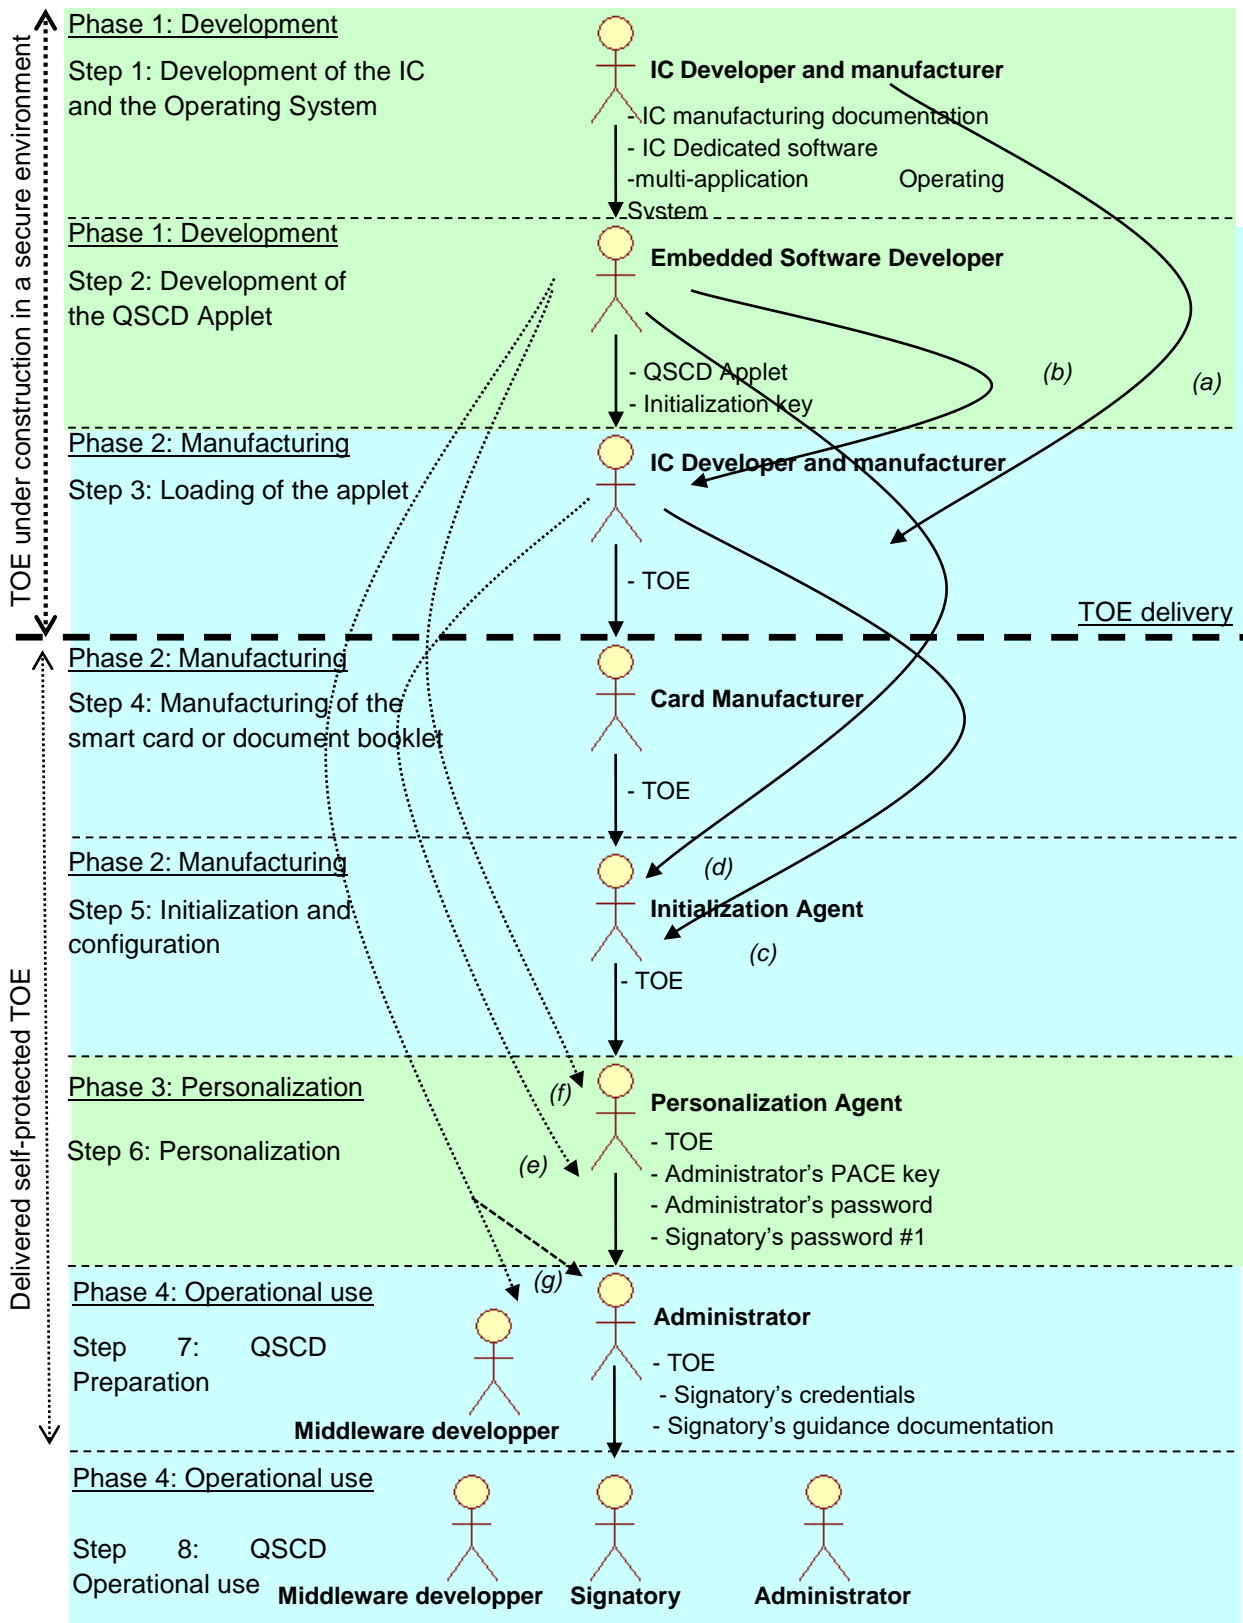 TOE under construction in a secure environment
Phase 1: Development
Step 1: Development of the IC
and the Operating System
IC Developer and manufacturer
- IC manufacturing documentation
- IC Dedicated software
-multi-application Operating
System
Phase 1: Development
Step 2: Development of
the QSCD Applet
Embedded Software Developer
- QSCD Applet
- Initialization key
(b)
(a)
Phase 2: Manufacturing
Step 3: Loading of the applet
IC Developer and manufacturer
- TOE
TOE delivery
Delivered self-protected TOE
Phase 2: Manufacturing
Step 4: Manufacturing of the
smart card or document booklet
Card Manufacturer
- TOE
Phase 2: Manufacturing
Step 5: Initialization and
configuration
(d)
Initialization Agent
(c)
- TOE
Phase 3: Personalization
Step 6: Personalization
(f)
(e)
Personalization Agent
- TOE
- Administrator’s PACE key
- Administrator’s password
- Signatory’s password #1
(g)
Phase 4: Operational use
Step 7: QSCD
Preparation
Middleware developper
Administrator
- TOE
- Signatory’s credentials
- Signatory’s guidance documentation
Phase 4: Operational use
Step 8: QSCD
Operational use
Middleware developper
Signatory
Administrator